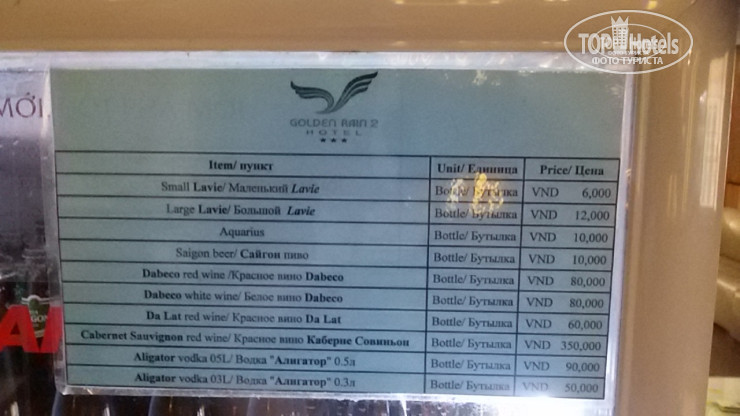 TOP Hotels
ФОТО ТУРИСТА
GOLDEN RAIN 2
HOTEL
Item/ пункт Unit/ Единица Price/ Цена
Small Lavie/ Маленький Lavie Bottle/ Бутылка VND 6,000
Large Lavie/ Большой Lavie Bottle/ Бутылка VND 12,000
Aquarius Bottle/ Бутылка VND 10,000
Saigon beer/ Сайгон пиво Bottle/ Бутылка VND 10,000
Dabeco red wine /Красное вино Dabeco Bottle/ Бутылка VND 80,000
Dabeco white wine/ Белое вино Dabeco Bottle/ Бутылка VND 80,000
Da Lat red wine/ Красное вино Da Lat Bottle/ Бутылка VND 60,000
Cabernet Sauvignon red wine/ Красное вино Каберне Совиньон Bottle/ Бутылка VND 350,000
Aligator vodka 05L/ Водка "Алигатор" 0.5л Bottle/ Бутылка VND 90,000
Aligator vodka 03L/ Водка "Алигатор" 0.3л Bottle/ Бутылка VND 50,000